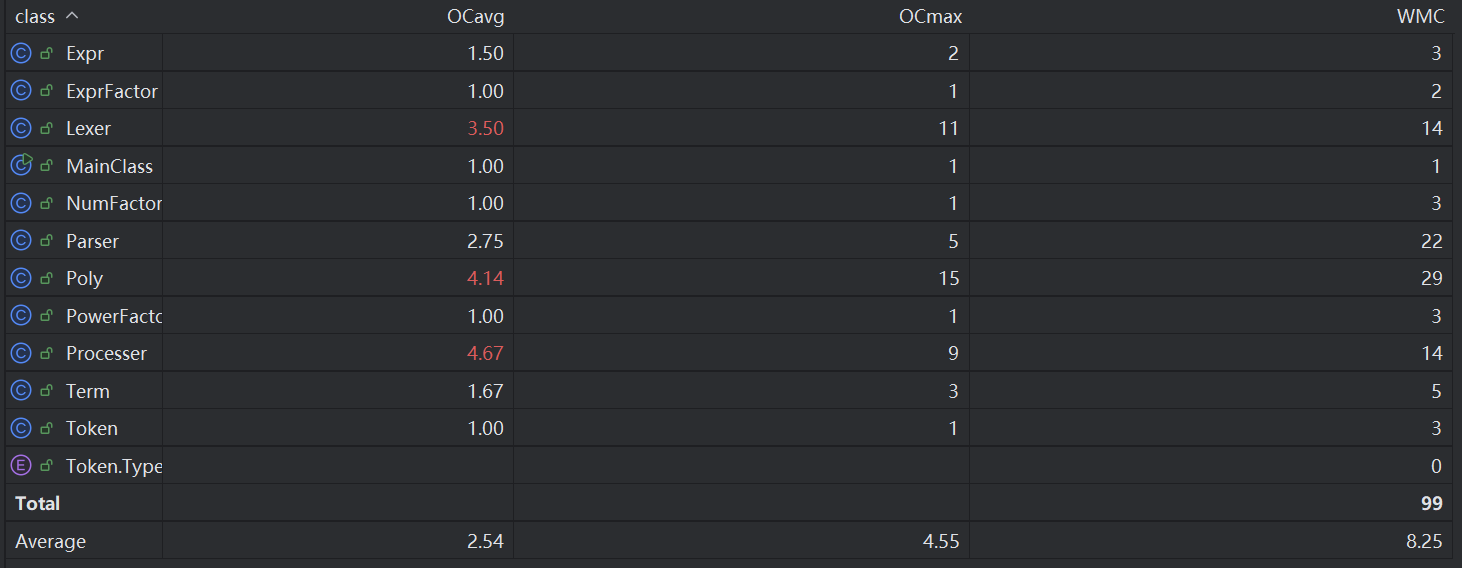 class OCavg OCmax WMC
C Expr 1.50 2 3
C ExprFactor 1.00 1 2
C Lexer 3.50 11 14
C MainClass 1.00 1 1
C NumFactor 1.00 1 3
C Parser 2.75 5 22
C Poly 4.14 15 29
C PowerFactc 1.00 1 3
C Processer 4.67 9 14
C Term 1.67 3 5
C Token 1.00 1 3
E Token.Type 0
Total 99
Average 2.54 4.55 8.25